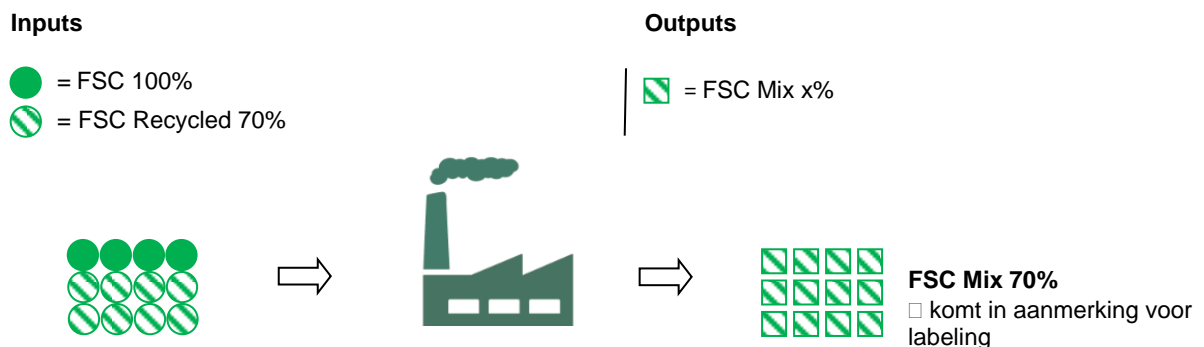 Inputs
= FSC 100%
= FSC Recycled 70%
Outputs
= FSC Mix x%
FSC Mix 70%
□ komt in aanmerking voor
labeling